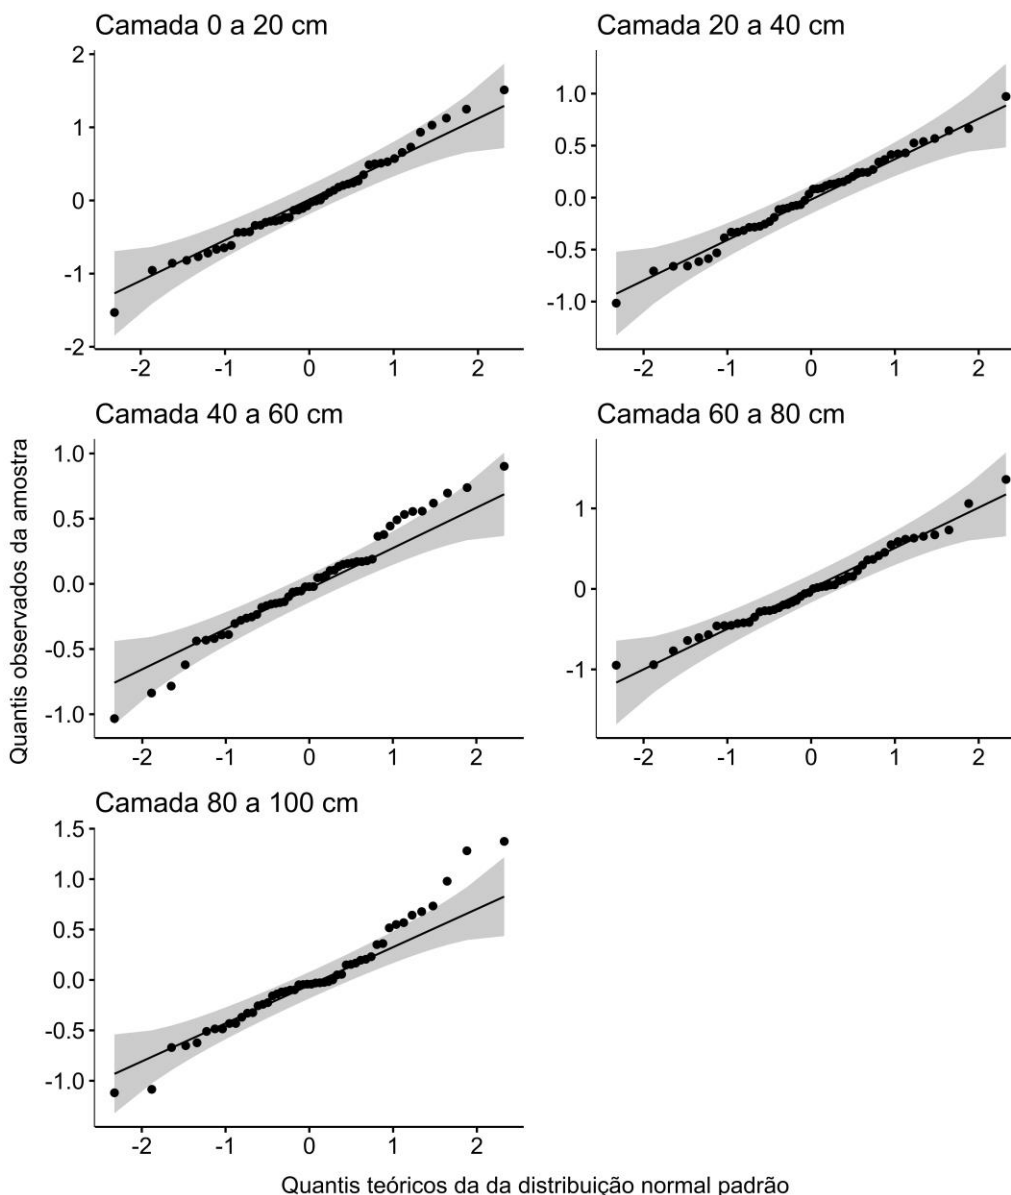 Camada 0 a 20 cm
Camada 20 a 40 cm
2
1
0
-1
-2
-2 -1 0 1 2
1.0
0.5
0.0
-0.5
-1.0
-2 -1 0 1 2
Camada 40 a 60 cm
Camada 60 a 80 cm
1.0
0.5
0.0
-0.5
-1.0
-2 -1 0 1 2
1
0
-1
-2 -1 0 1 2
Quantis observados da amostra
Camada 80 a 100 cm
1.5
1.0
0.5
0.0
-0.5
-1.0
-2 -1 0 1 2
Quantis teóricos da da distribuição normal padrão